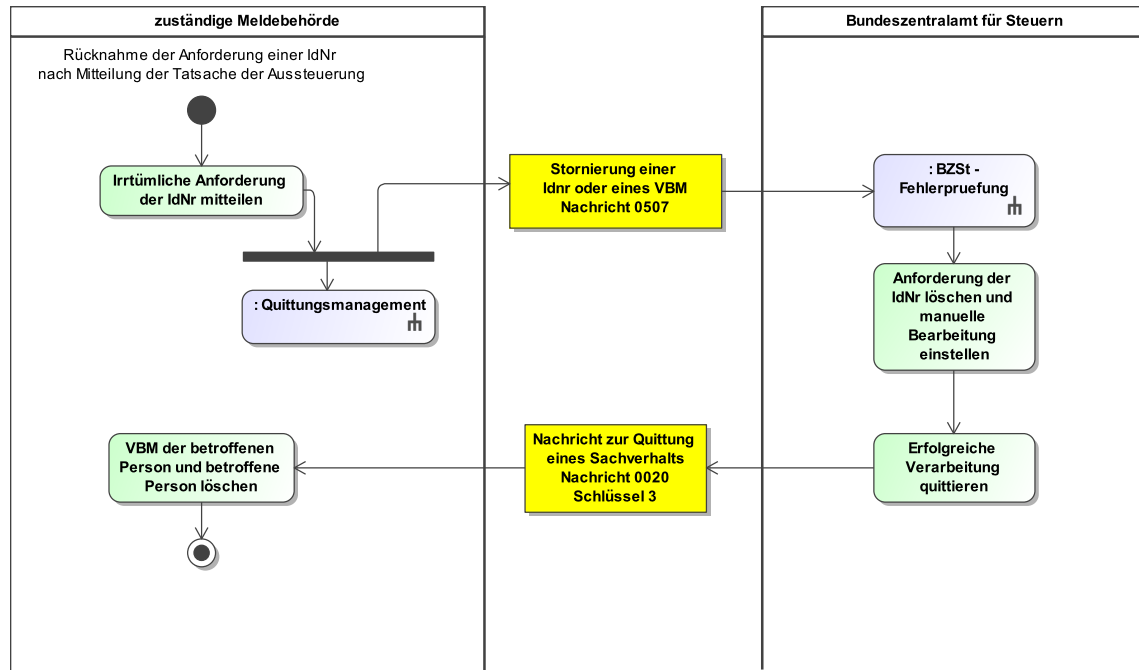 zuständige Meldebehörde
Bundeszentralamt für Steuern
Rücknahme der Anforderung einer IdNr
nach Mitteilung der Tatsache der Aussteuerung
Irrtümliche Anforderung
der IdNr mitteilen
: Quittungsmanagement
Stornierung einer
Idnr oder eines VBM
Nachricht 0507
: BZSt -
Fehlerpruefung
Anforderung der
IdNr löschen und
manuelle
Bearbeitung
einstellen
Erfolgreiche
Verarbeitung
quittieren
Nachricht zur Quittung
eines Sachverhalts
Nachricht 0020
Schlüssel 3
VBM der betroffenen
Person und betroffene
Person löschen